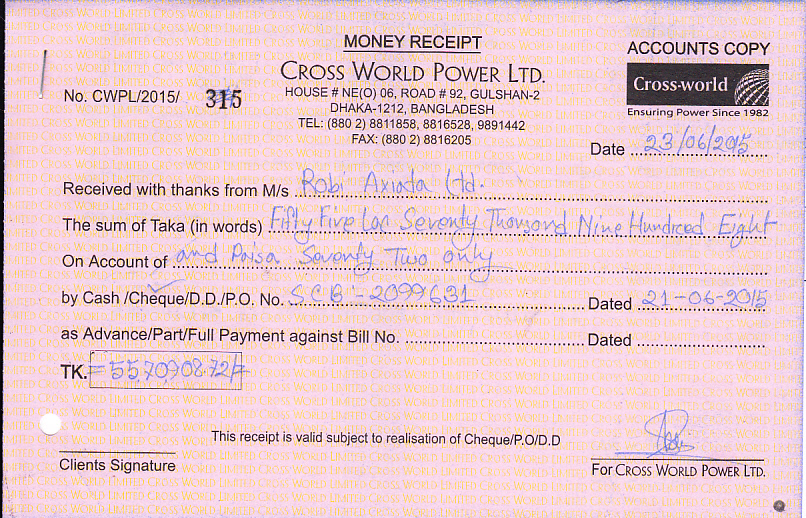 MONEY RECEIPT
ACCOUNTS COPY
CROSS WORLD POWER LTD.
Cross-world
Ensuring Power Since 1982
No. CWPL/2015/ 315
HOUSE # NE(O) 06, ROAD # 92, GULSHAN-2
DHAKA-1212, BANGLADESH
TEL: (880 2) 8811858, 8816528, 9891442
FAX: (880 2) 8816205
Date 23/06/2015
Received with thanks from M/s Robi Axiata Ltd.
The sum of Taka (in words) Fifty Five Lac Seventy Thousand Nine Hundred Eight
On Account of and Paisa Seventy Two only
by Cash /Cheque/D.D./P.O. No. SCB - 2099631 Dated 21-06-2015
as Advance/Part/Full Payment against Bill No. Dated
TK. =55,70,908.72/=
This receipt is valid subject to realisation of Cheque/P.O/D.D
Clients Signature
For CROSS WORLD POWER LTD.